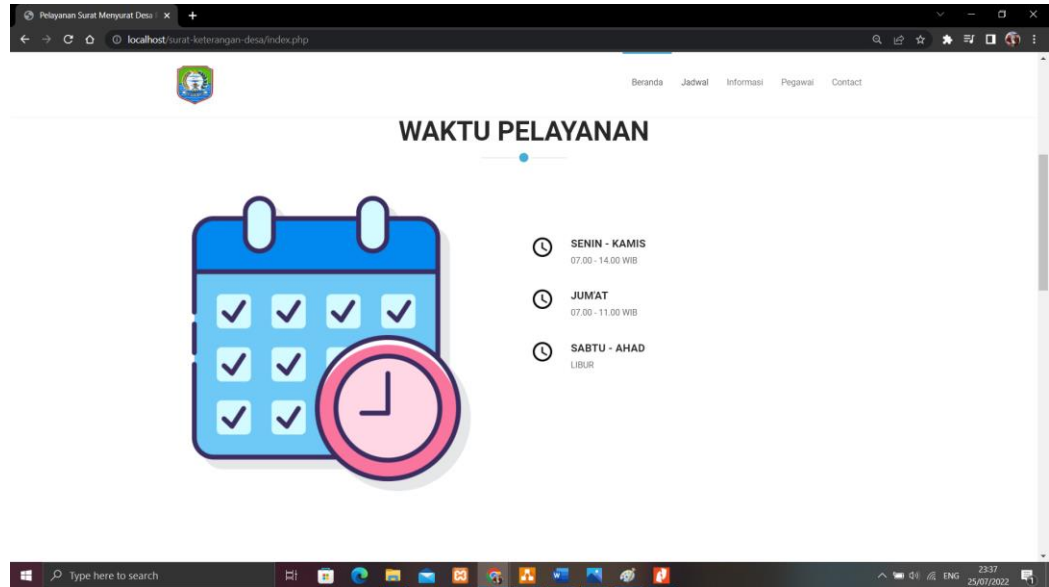 Pelayanan Surat Menyurat Desa
localhost/surat-keterangan-desa/index.php
Beranda Jadwal Informasi Pegawai Contact
WAKTU PELAYANAN
SENIN - KAMIS
07.00 - 14.00 WIB
JUM'AT
07.00 - 11.00 WIB
SABTU - AHAD
LIBUR
Type here to search
ENG
23:37
25/07/2022